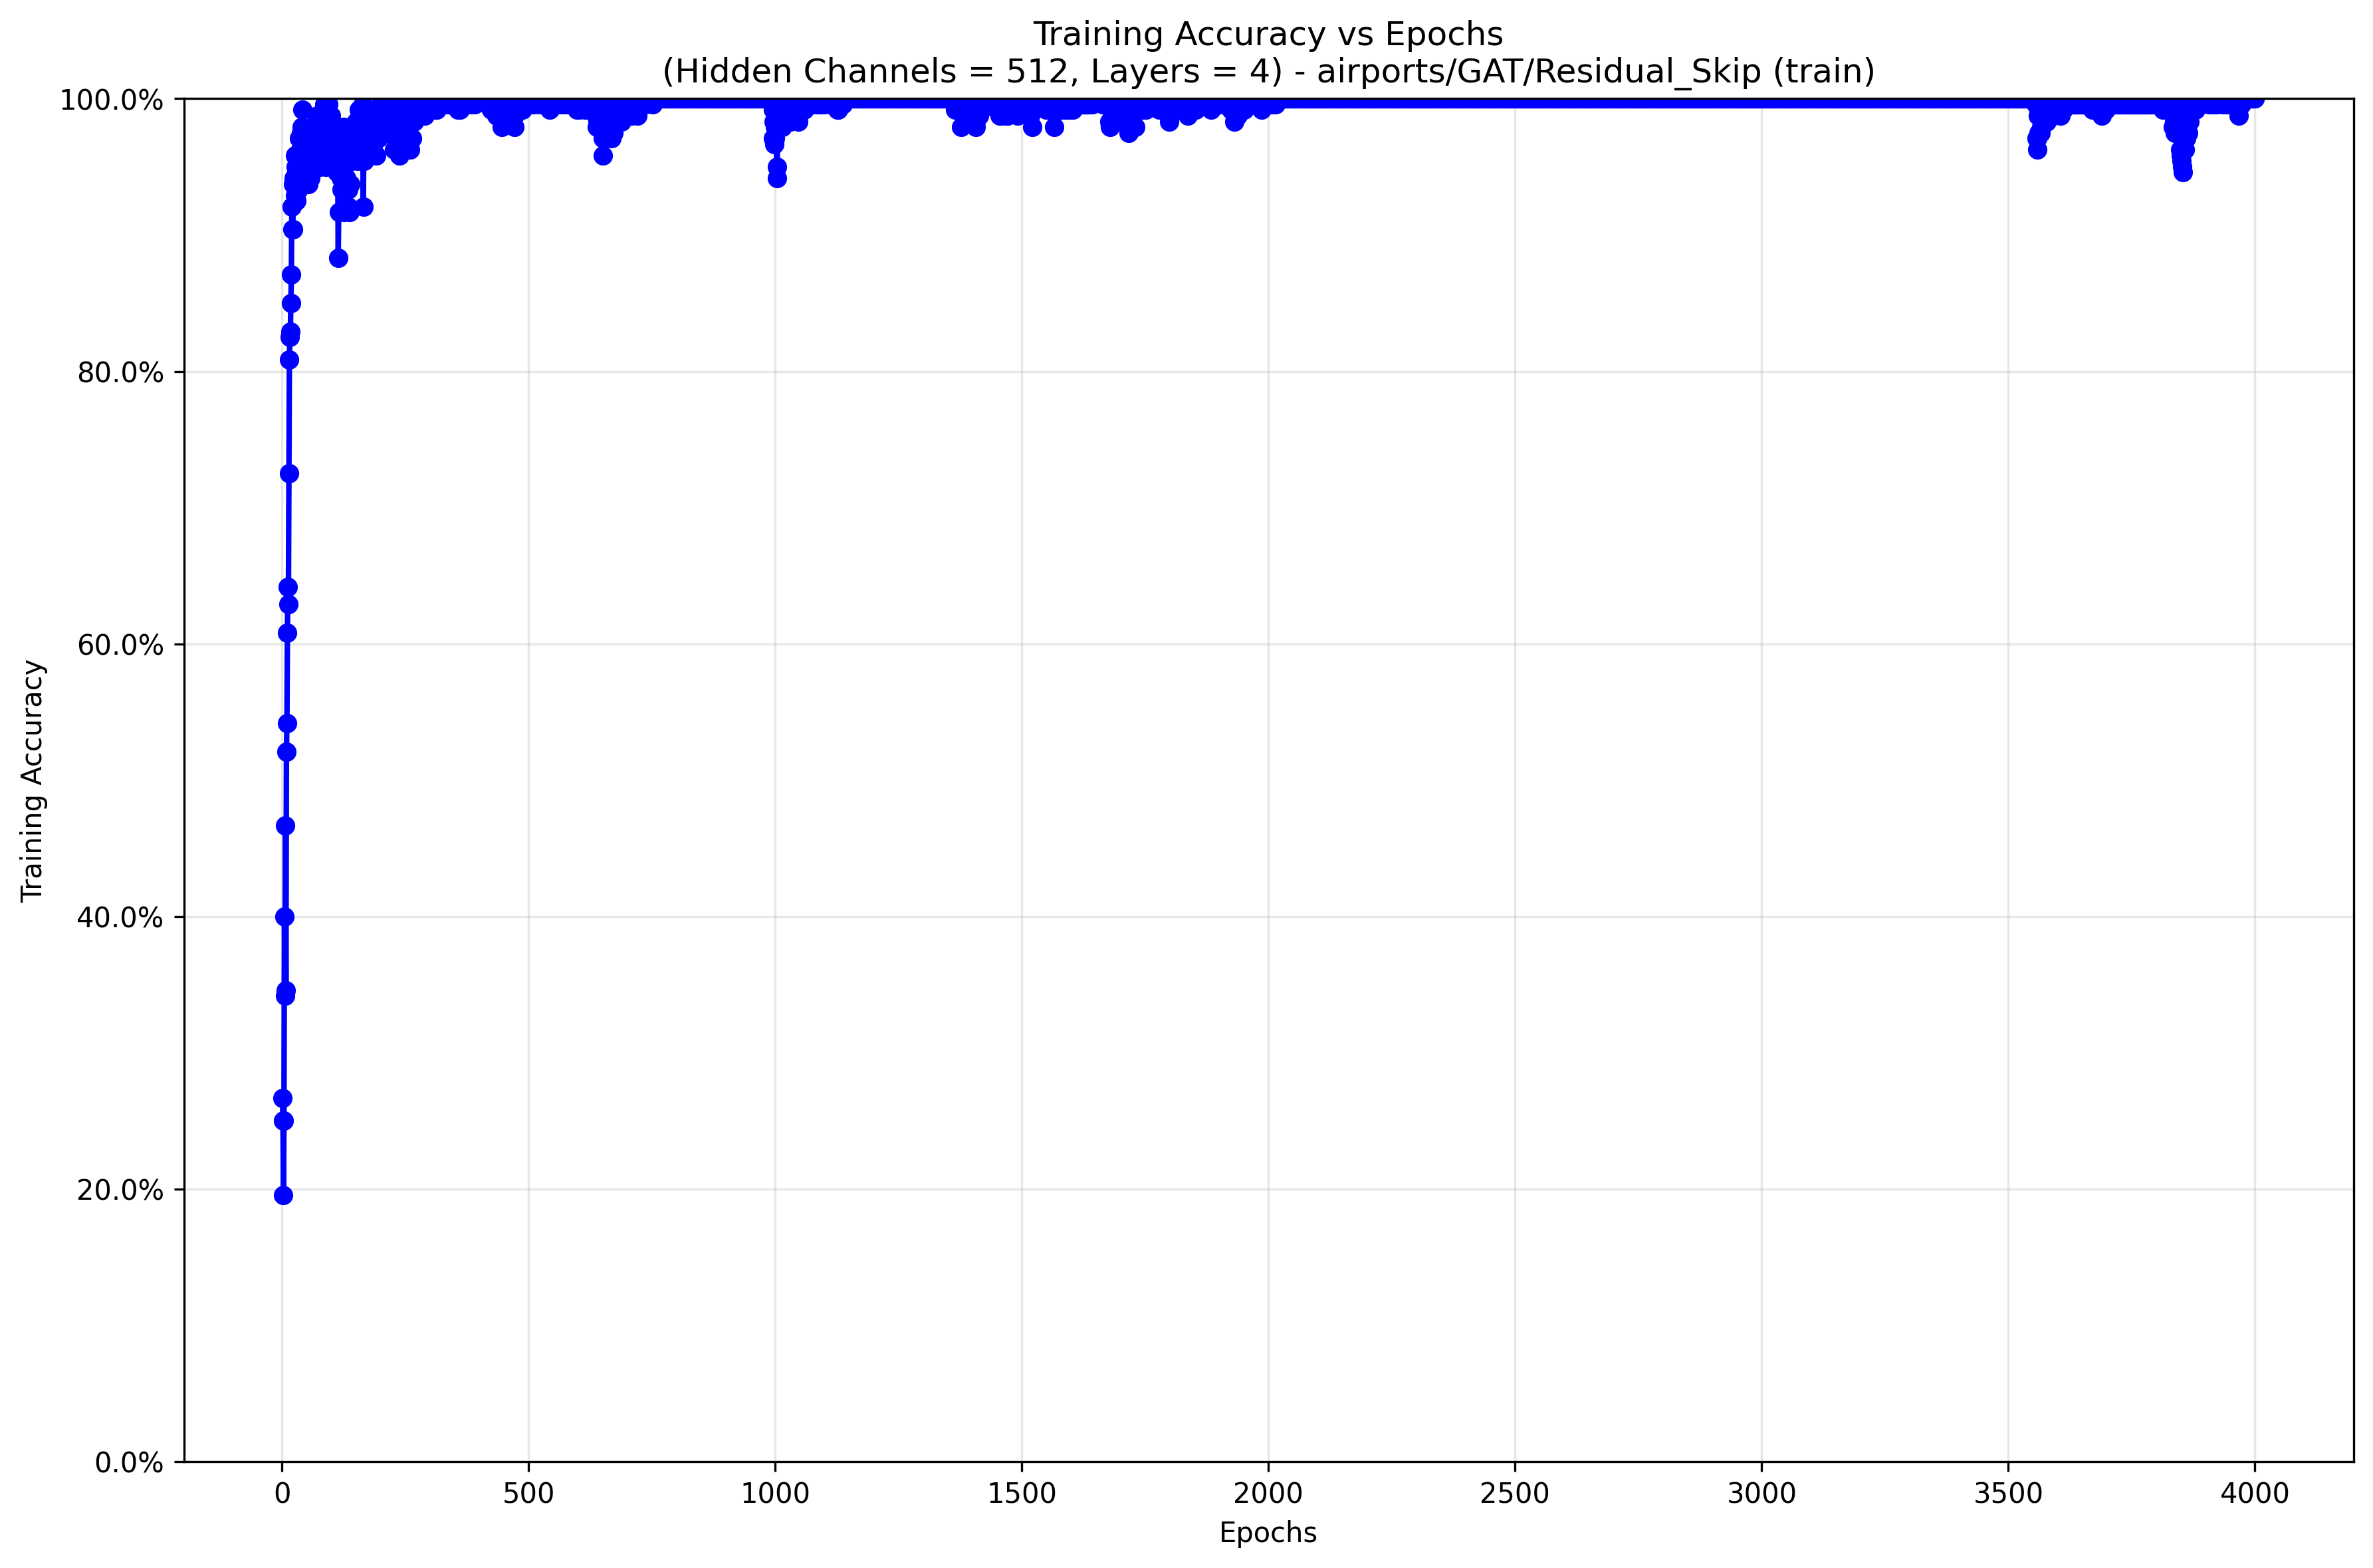 Training Accuracy vs Epochs
(Hidden Channels = 512, Layers = 4) - airports/GAT/Residual_Skip (train)
100.0%
80.0%
60.0%
40.0%
20.0%
0.0%
Training Accuracy
0 500 1000 1500 2000 2500 3000 3500 4000
Epochs